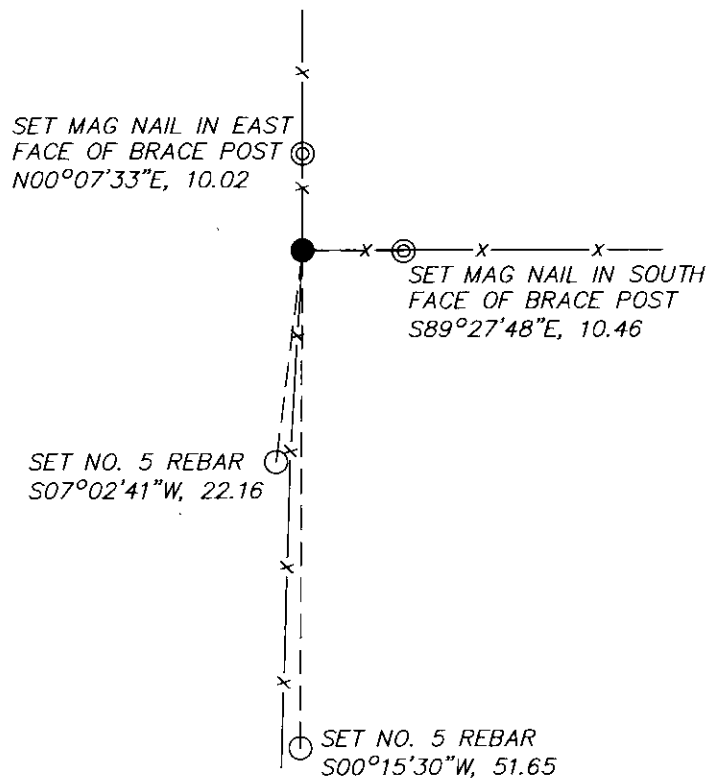 SET MAG NAIL IN EAST
FACE OF BRACE POST
N00°07'33"E, 10.02
SET MAG NAIL IN SOUTH
FACE OF BRACE POST
S89°27'48"E, 10.46
SET NO. 5 REBAR
S07°02'41"W, 22.16
SET NO. 5 REBAR
S00°15'30"W, 51.65